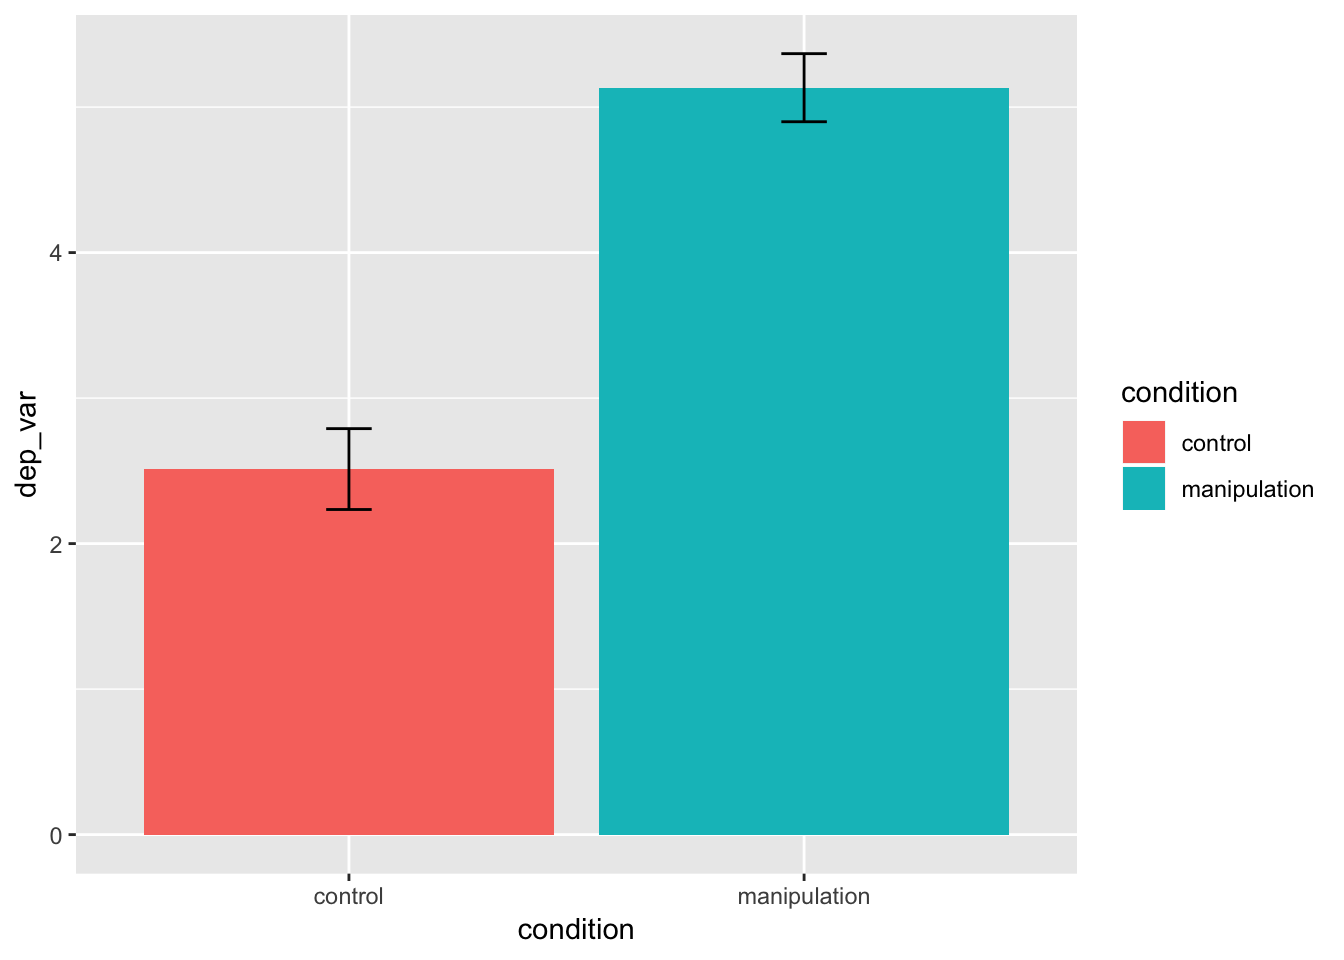 4
2
0
dep_var
control
manipulation
condition
condition
control
manipulation